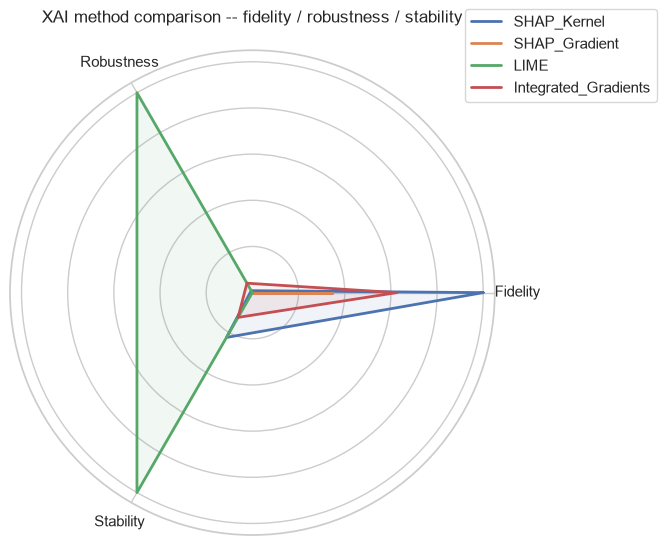 XAI method comparison -- fidelity / robustness / stability
SHAP_Kernel
SHAP_Gradient
LIME
Integrated_Gradients
Robustness
Fidelity
Stability